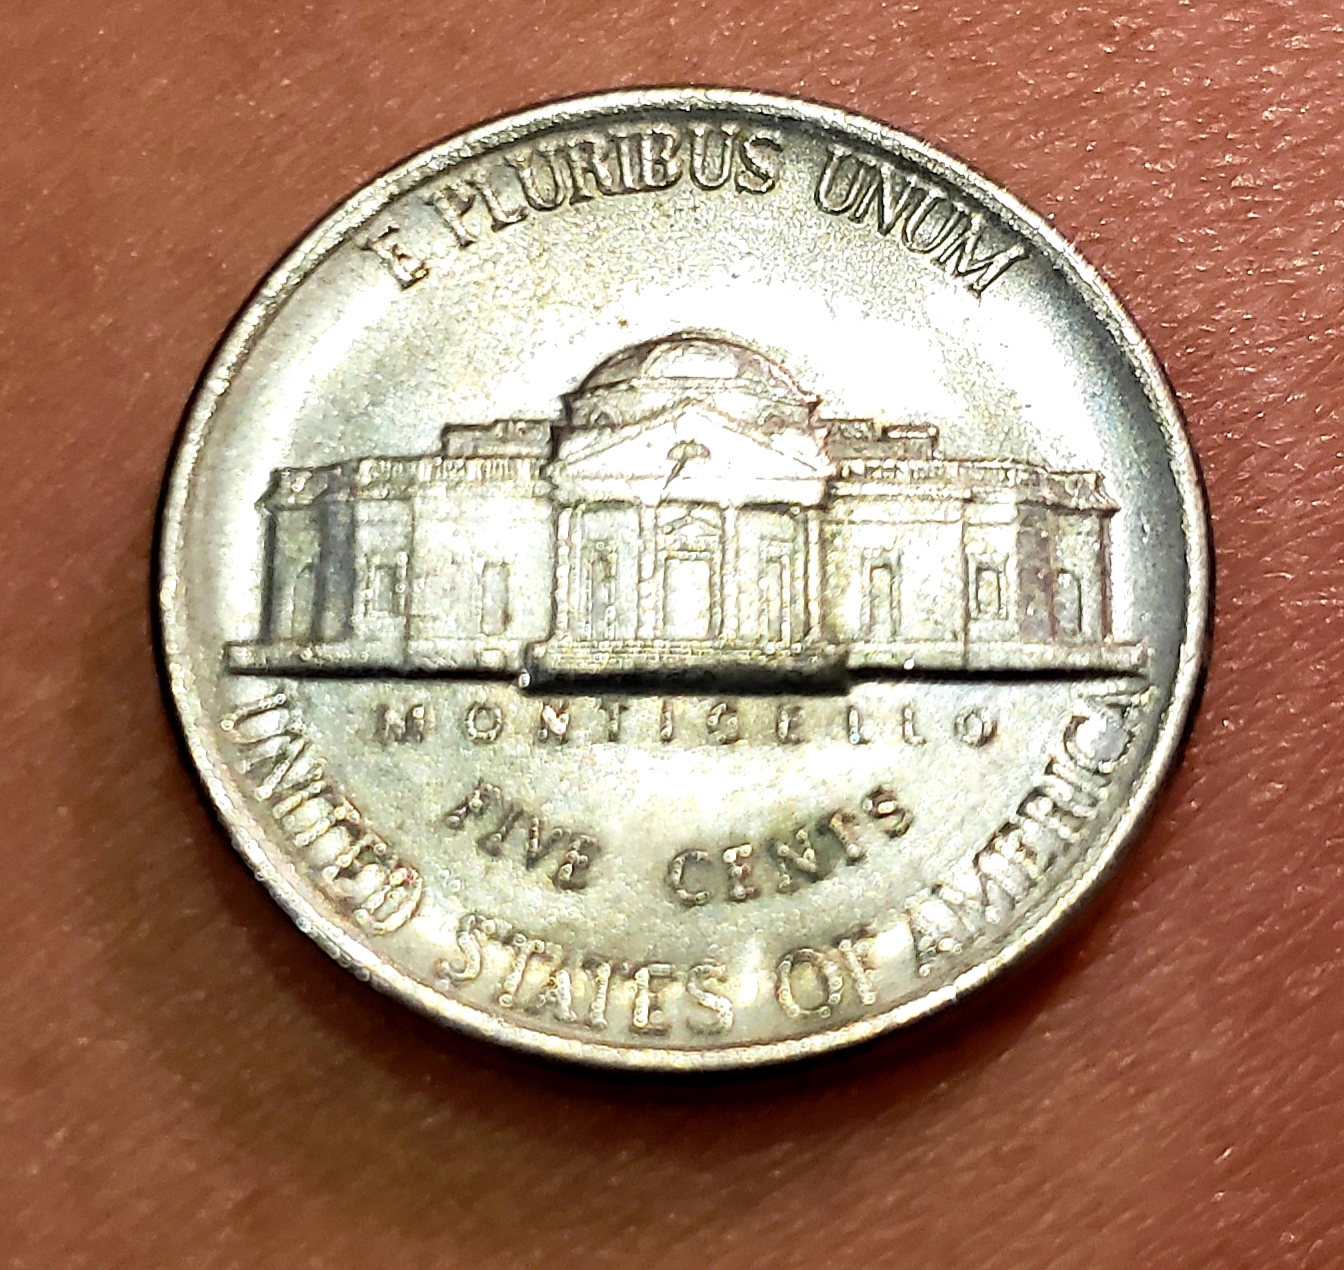 E PLURIBUS UNUM
MONTICELLO
FIVE CENTS
UNITED STATES OF AMERICA